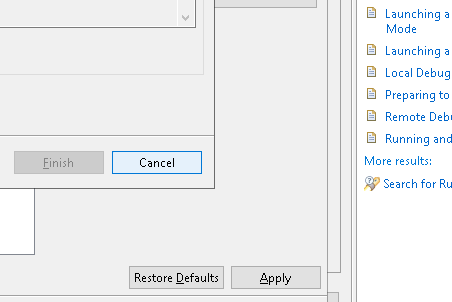 Launching a
Mode
Launching a
Local Debug
Preparing to
Remote Deb
Running and
More results:
Search for Ru
Finish
Cancel
Restore Defaults
Apply